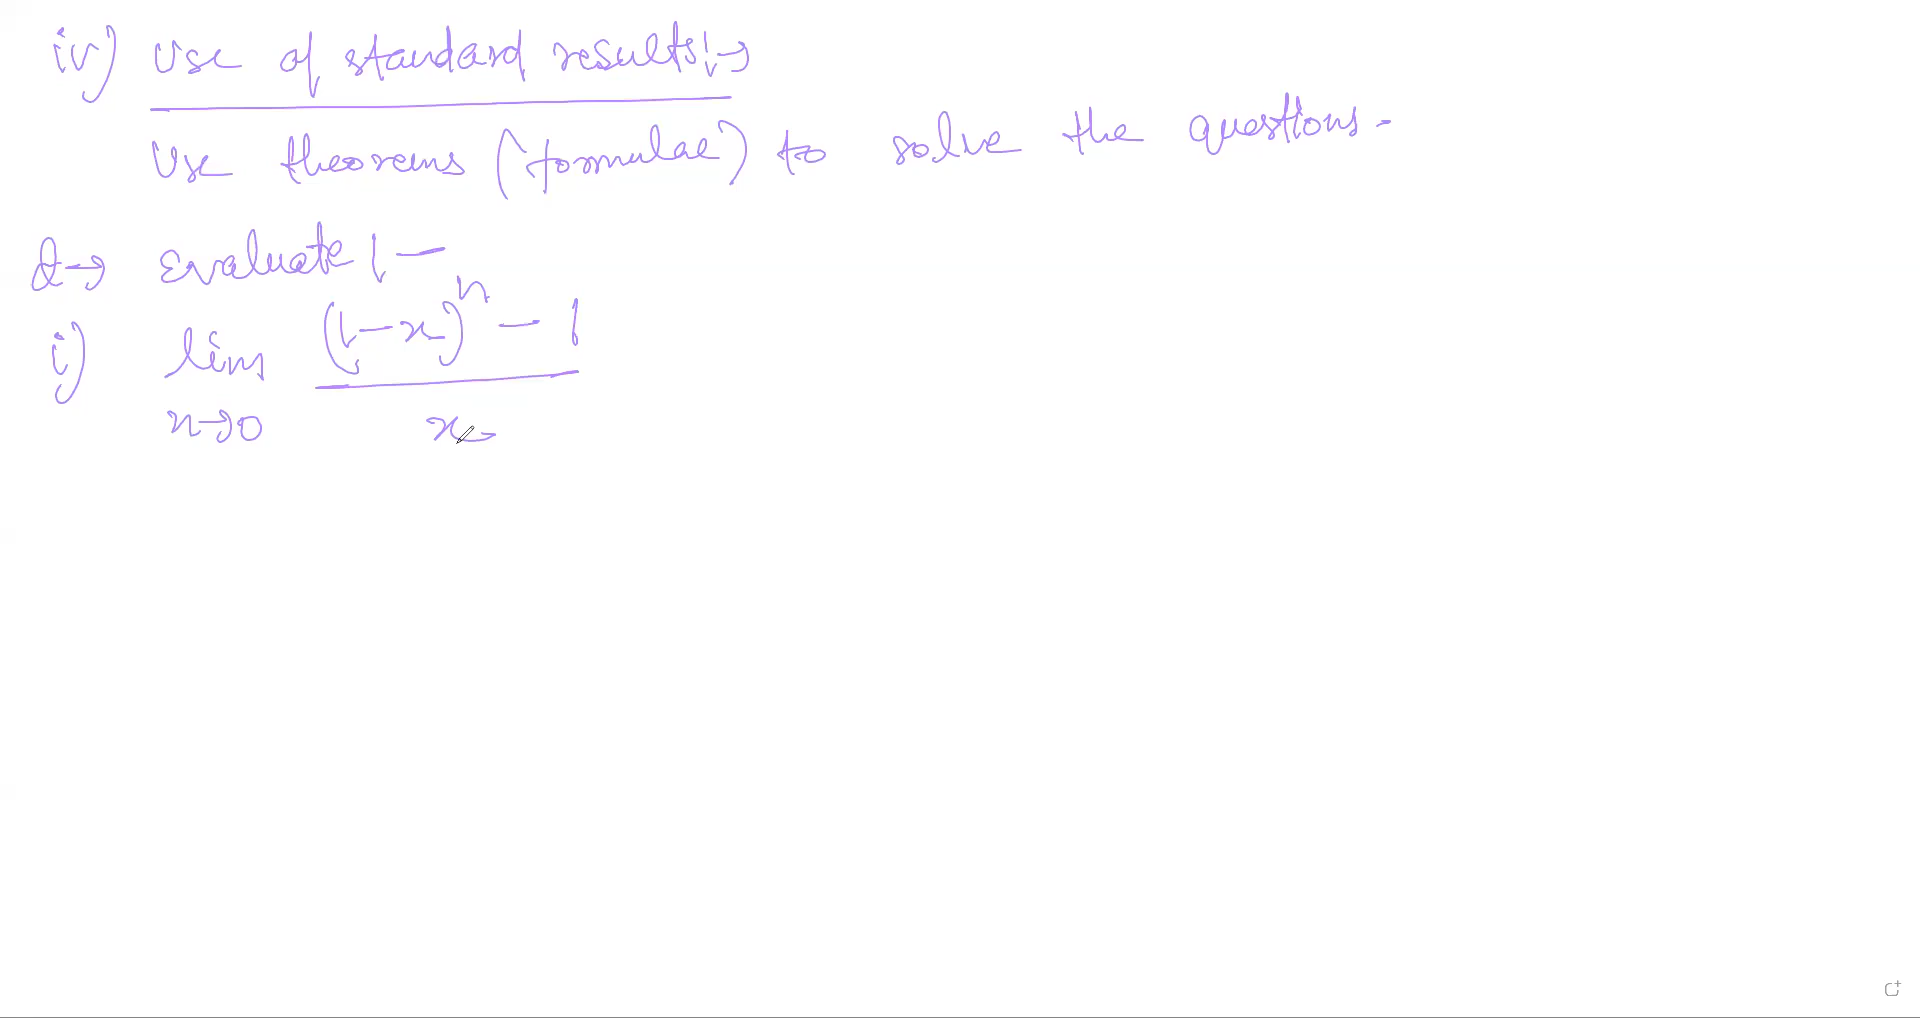 iv) Use of standard results:→
Use theorems (formulae) to solve the questions.
Q→ Evaluate :-
i) lim (1-x)^n - 1
x→0 x